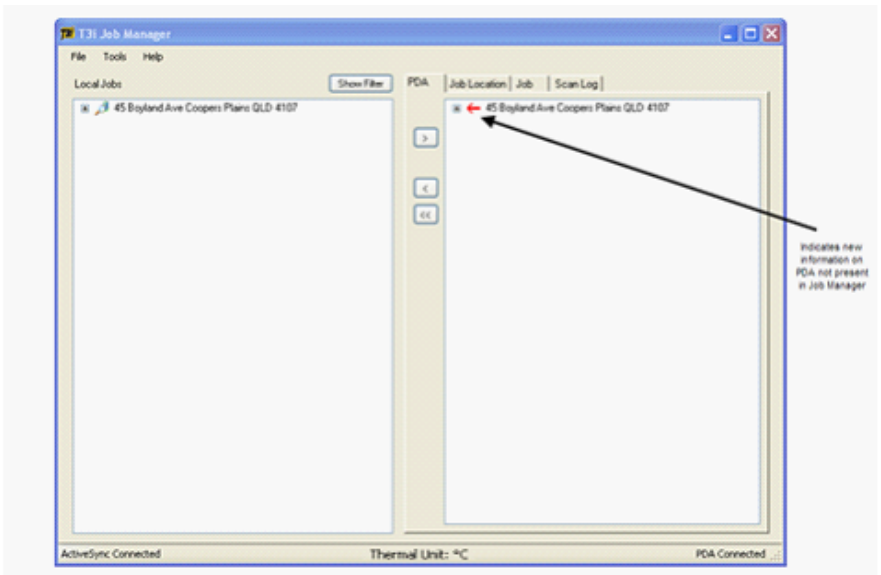 T3i Job Manager
File Tools Help
Local Jobs Show Filter PDA Job Location Job Scan Log
45 Boyland Ave Coopers Plains QLD 4107 45 Boyland Ave Coopers Plains QLD 4107
>
<
<<
Indicates new
information on
PDA not present
in Job Manager
ActiveSync Connected Thermal Unit: °C PDA Connected